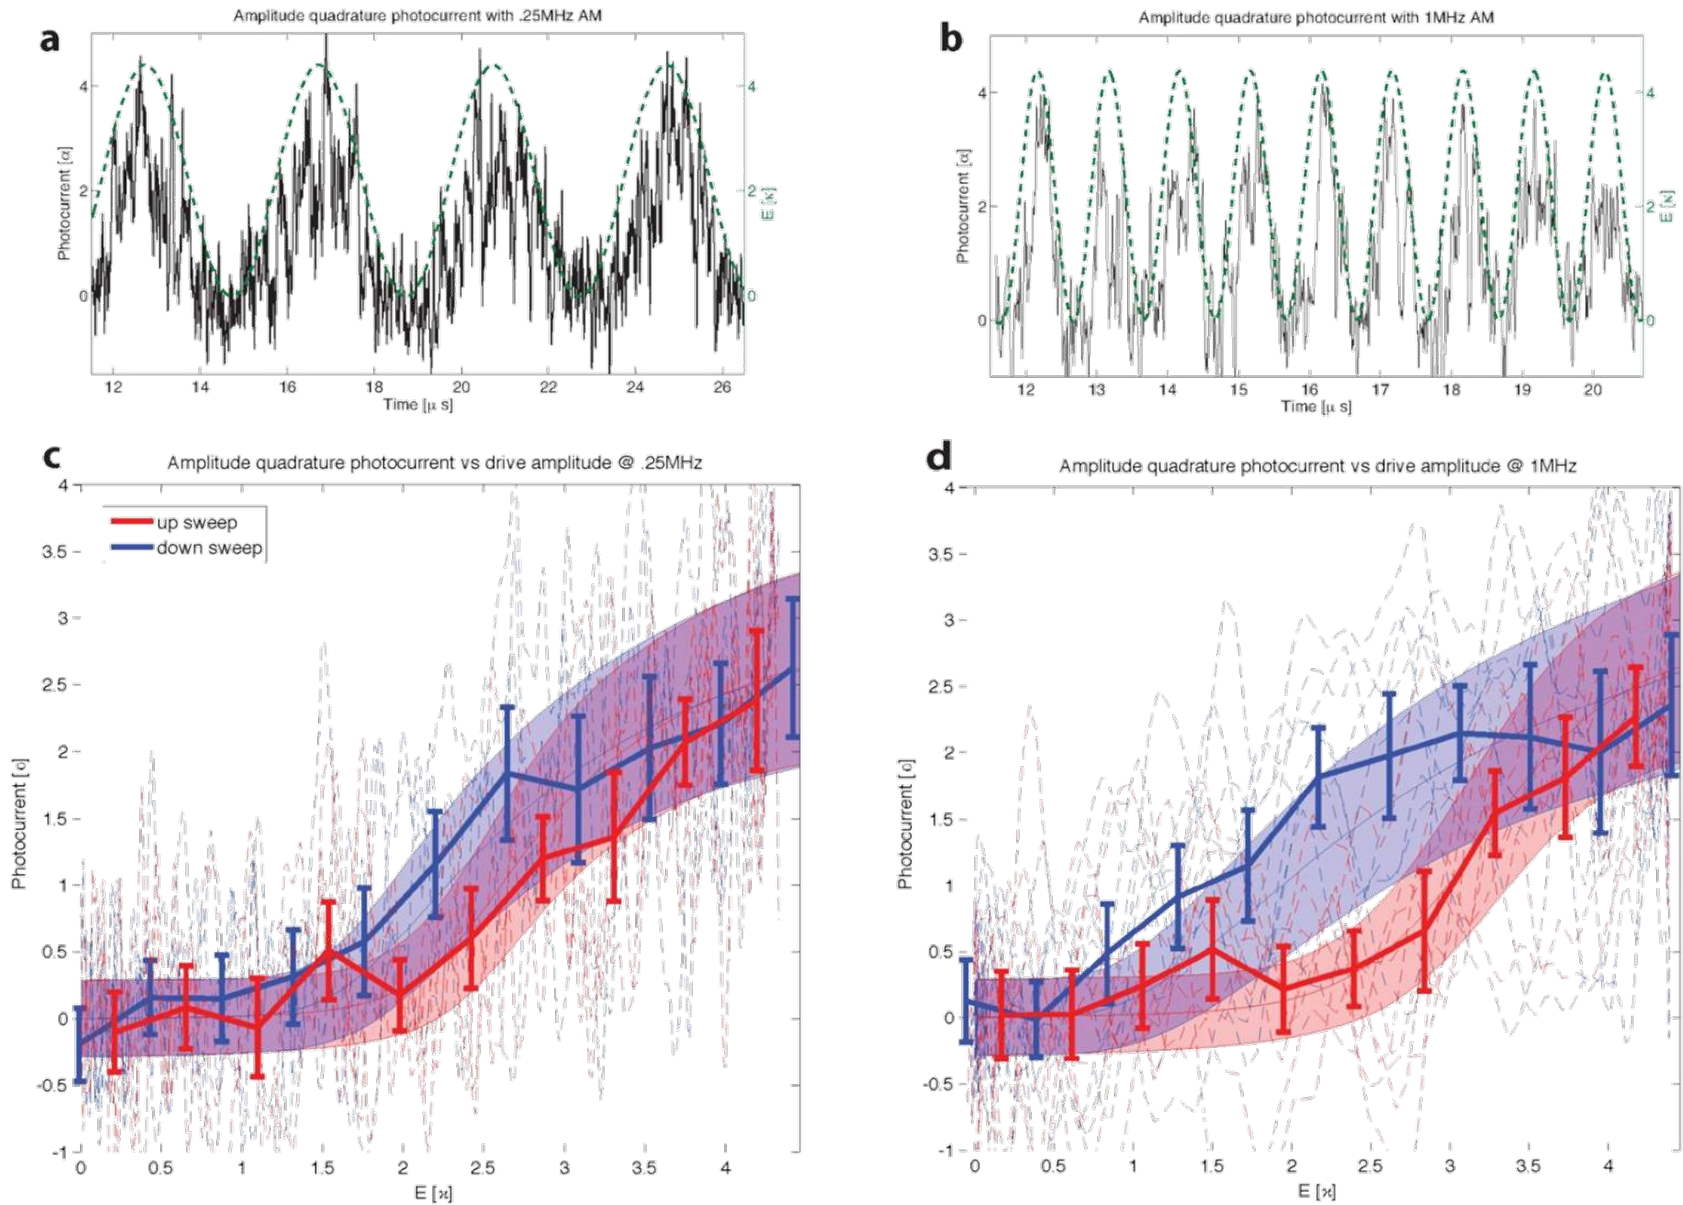 a
Amplitude quadrature photocurrent with .25MHz AM
4
2
0
Photocurrent [α]
4
2
0
E [κ]
12 14 16 18 20 22 24 26
Time [μ s]
b
Amplitude quadrature photocurrent with 1MHz AM
4
2
0
Photocurrent [α]
4
2
0
E [κ]
12 13 14 15 16 17 18 19 20
Time [μ s]
c
Amplitude quadrature photocurrent vs drive amplitude @ .25MHz
up sweep
down sweep
4
3.5
3
2.5
2
1.5
1
0.5
0
-0.5
-1
Photocurrent [α]
0 0.5 1 1.5 2 2.5 3 3.5 4
E [κ]
d
Amplitude quadrature photocurrent vs drive amplitude @ 1MHz
4
3.5
3
2.5
2
1.5
1
0.5
0
-0.5
-1
Photocurrent [α]
0 0.5 1 1.5 2 2.5 3 3.5 4
E [κ]